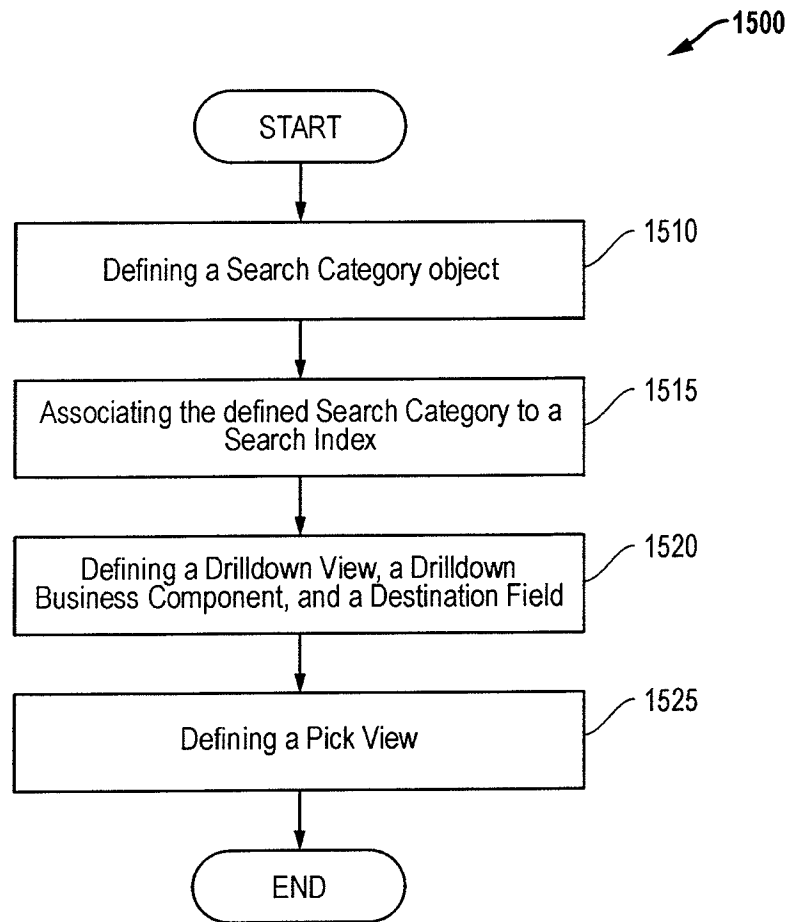 1500
START
Defining a Search Category object
1510
Associating the defined Search Category to a
Search Index
1515
Defining a Drilldown View, a Drilldown
Business Component, and a Destination Field
1520
Defining a Pick View
1525
END